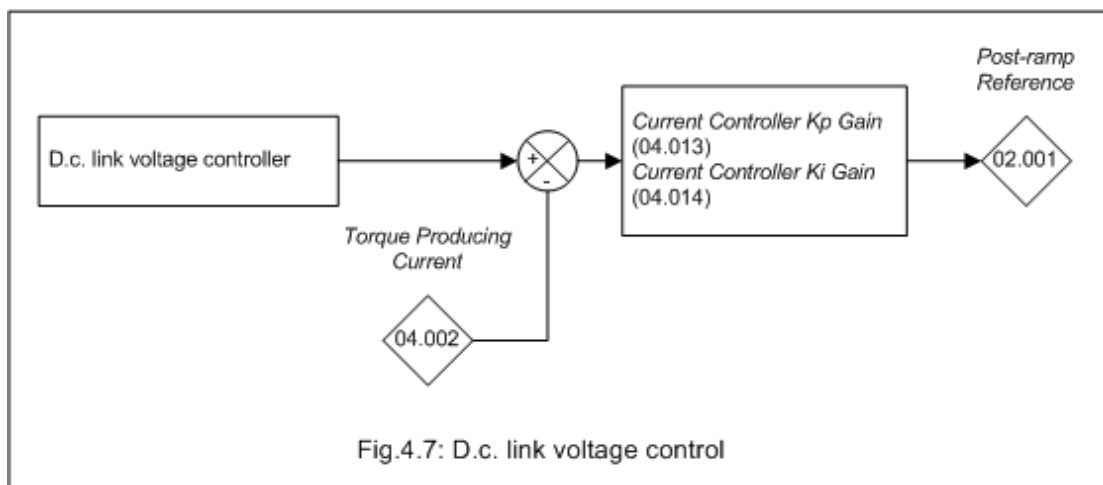 Post-ramp
Reference
D.c. link voltage controller
+
-
Current Controller Kp Gain
(04.013)
Current Controller Ki Gain
(04.014)
02.001
Torque Producing
Current
04.002
Fig.4.7: D.c. link voltage control